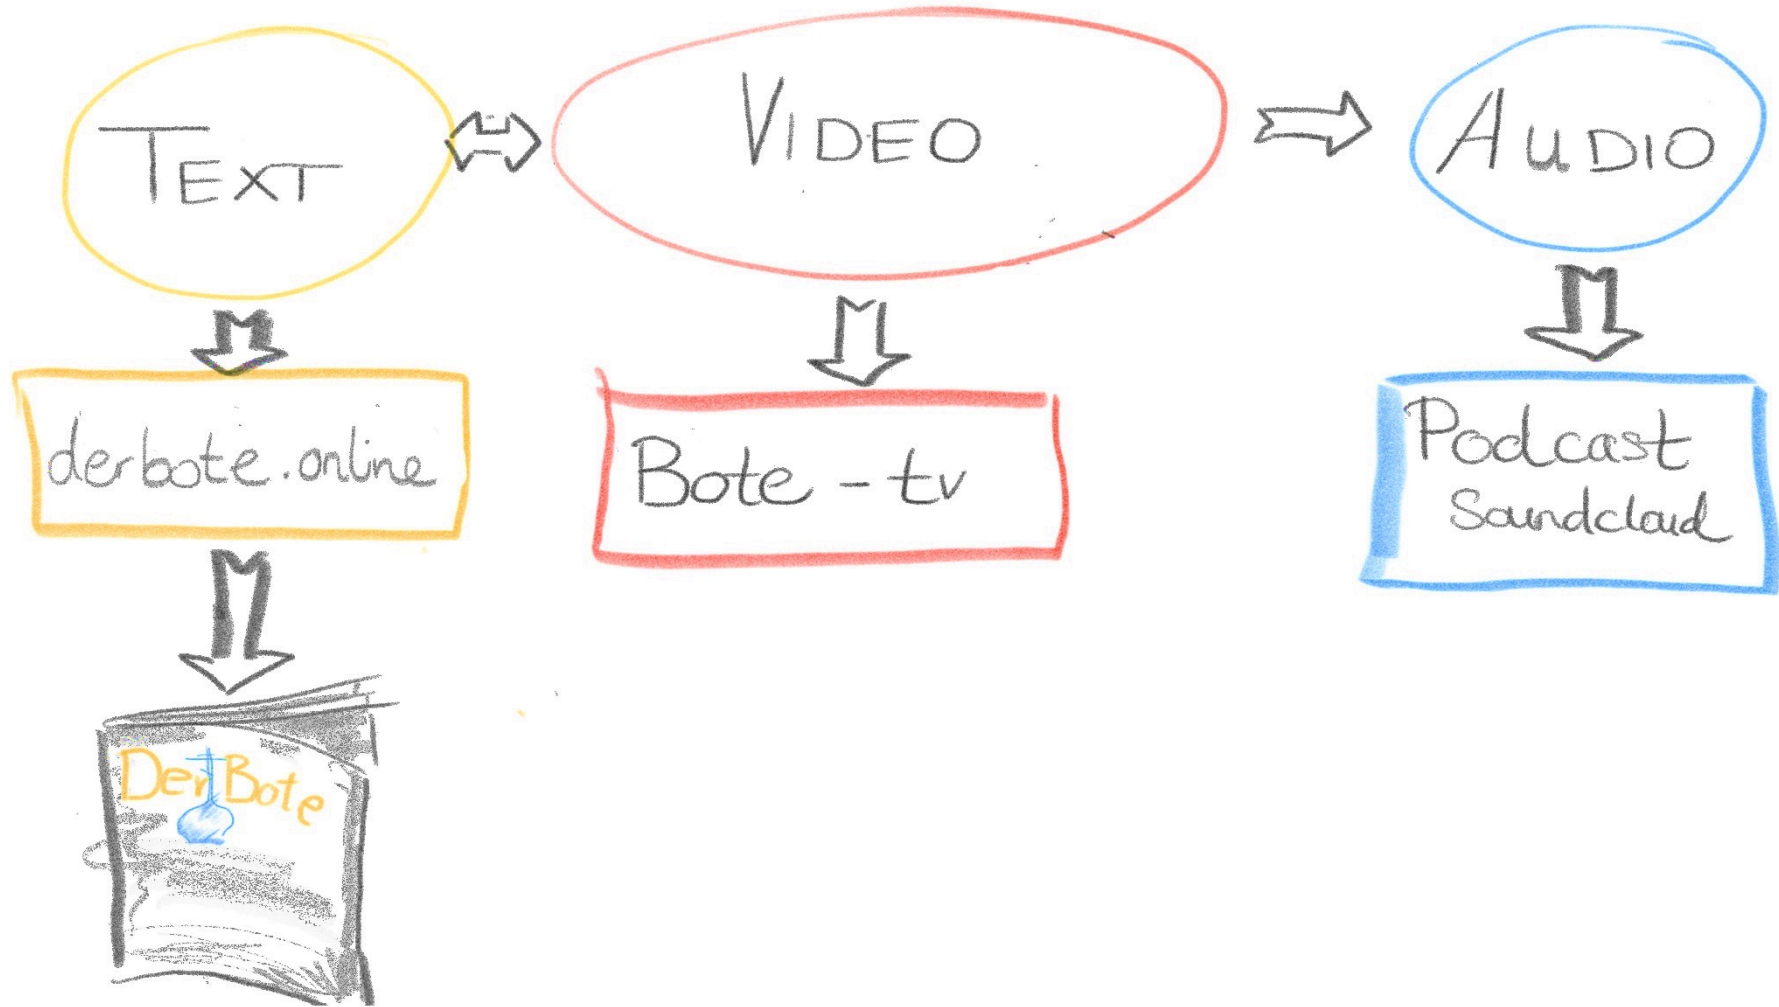 TEXT
VIDEO
AUDIO
derbote.online
Bote - tv
Podcast
Soundcloud
Der Bote